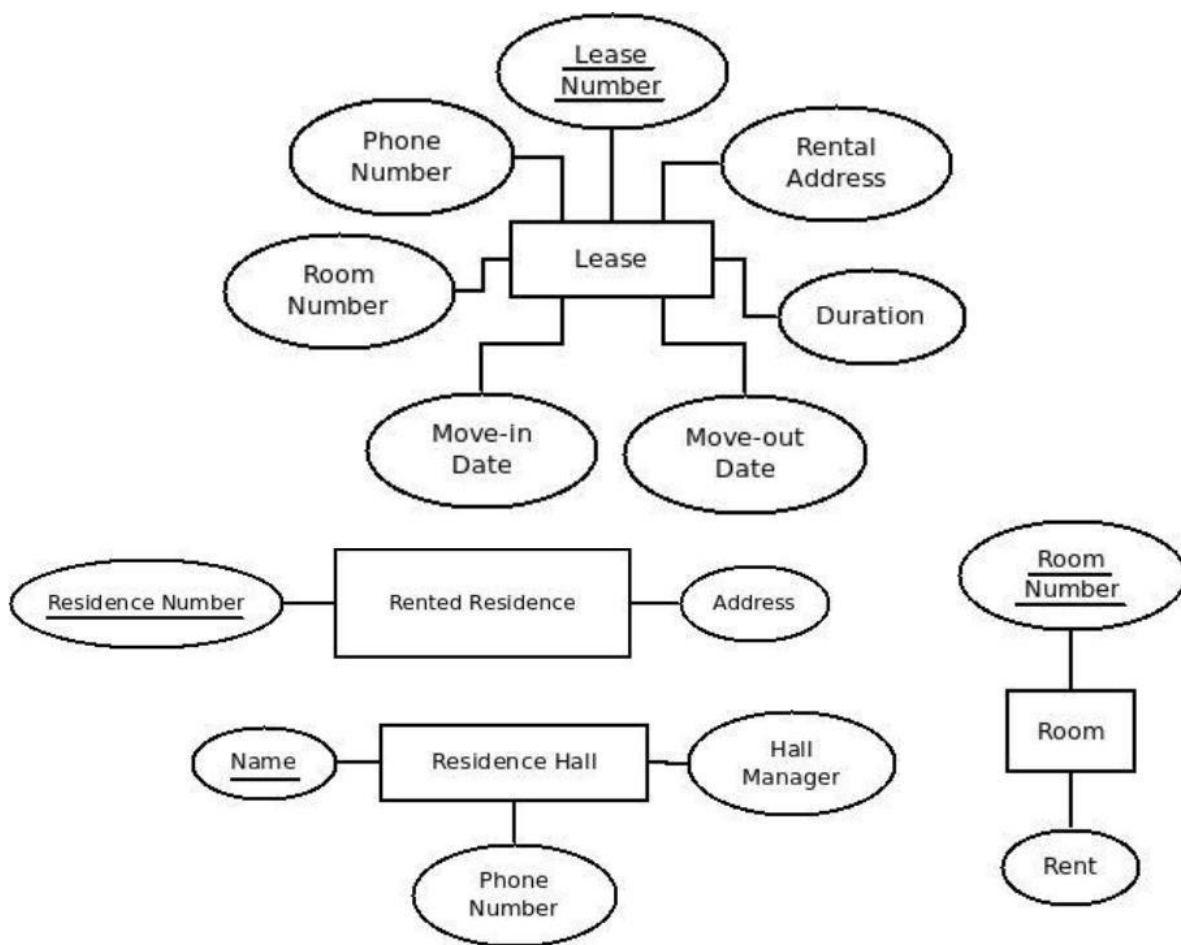 Lease
Number
Phone
Number
Rental
Address
Lease
Room
Number
Duration
Move-in
Date
Move-out
Date
Residence Number
Rented Residence
Address
Room
Number
Room
Name
Residence Hall
Hall
Manager
Phone
Number
Rent